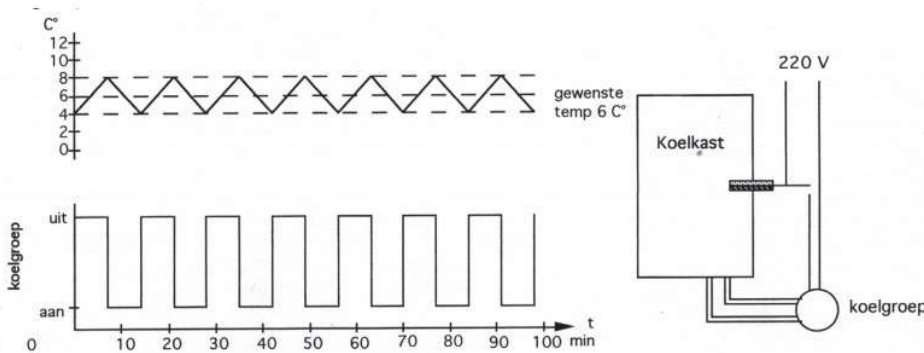 C°
12
10
8
6
4
2
0
gewenste
temp 6 C°
220 V
Koelkast
koelgroep
koelgroep
uit
aan
0
10 20 30 40 50 60 70 80 90 100
t
min